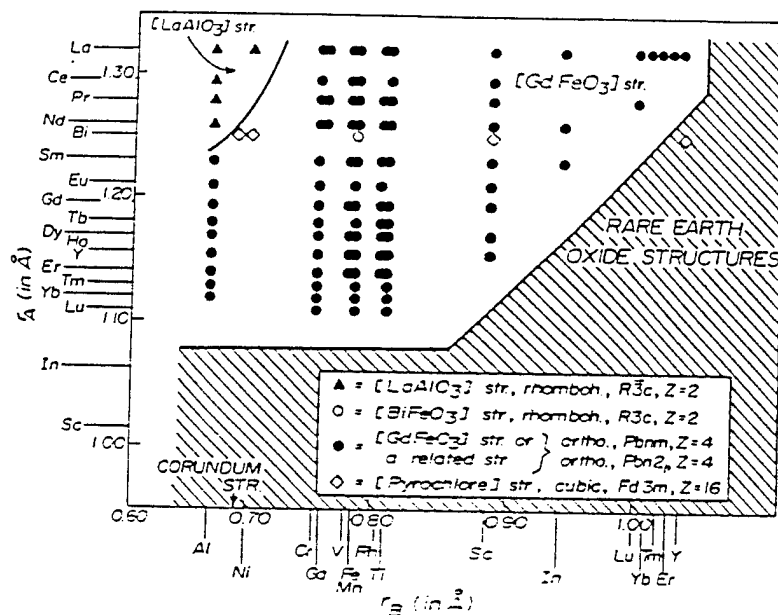 [LaAlO3] str.
[GdFeO3] str.
RARE EARTH
OXIDE STRUCTURES
La
Ce
Pr
Nd
Bi
Sm
Eu
Gd
Tb
Dy
Ho
Y
Er
Tm
Yb
Lu
In
Sc
1.30
1.20
1.10
1.00
rA (in Å)
▲ = [LaAlO3] str., rhomboh., R3̄c, Z=2
○ = [BiFeO3] str., rhomboh., R3c, Z=2
● = [GdFeO3] str. or } ortho., Pbnm, Z=4
a related str } ortho., Pbn21, Z=4
◇ = [Pyrochlore] str., cubic, Fd3m, Z=16
CORUNDUM
STR.
0.60 0.70 0.80 0.90 1.00
Al Cr V Rh Sc Lu Tm Y
Ni Ga Fe Ti In Yb Er
Mn
rB (in Å)